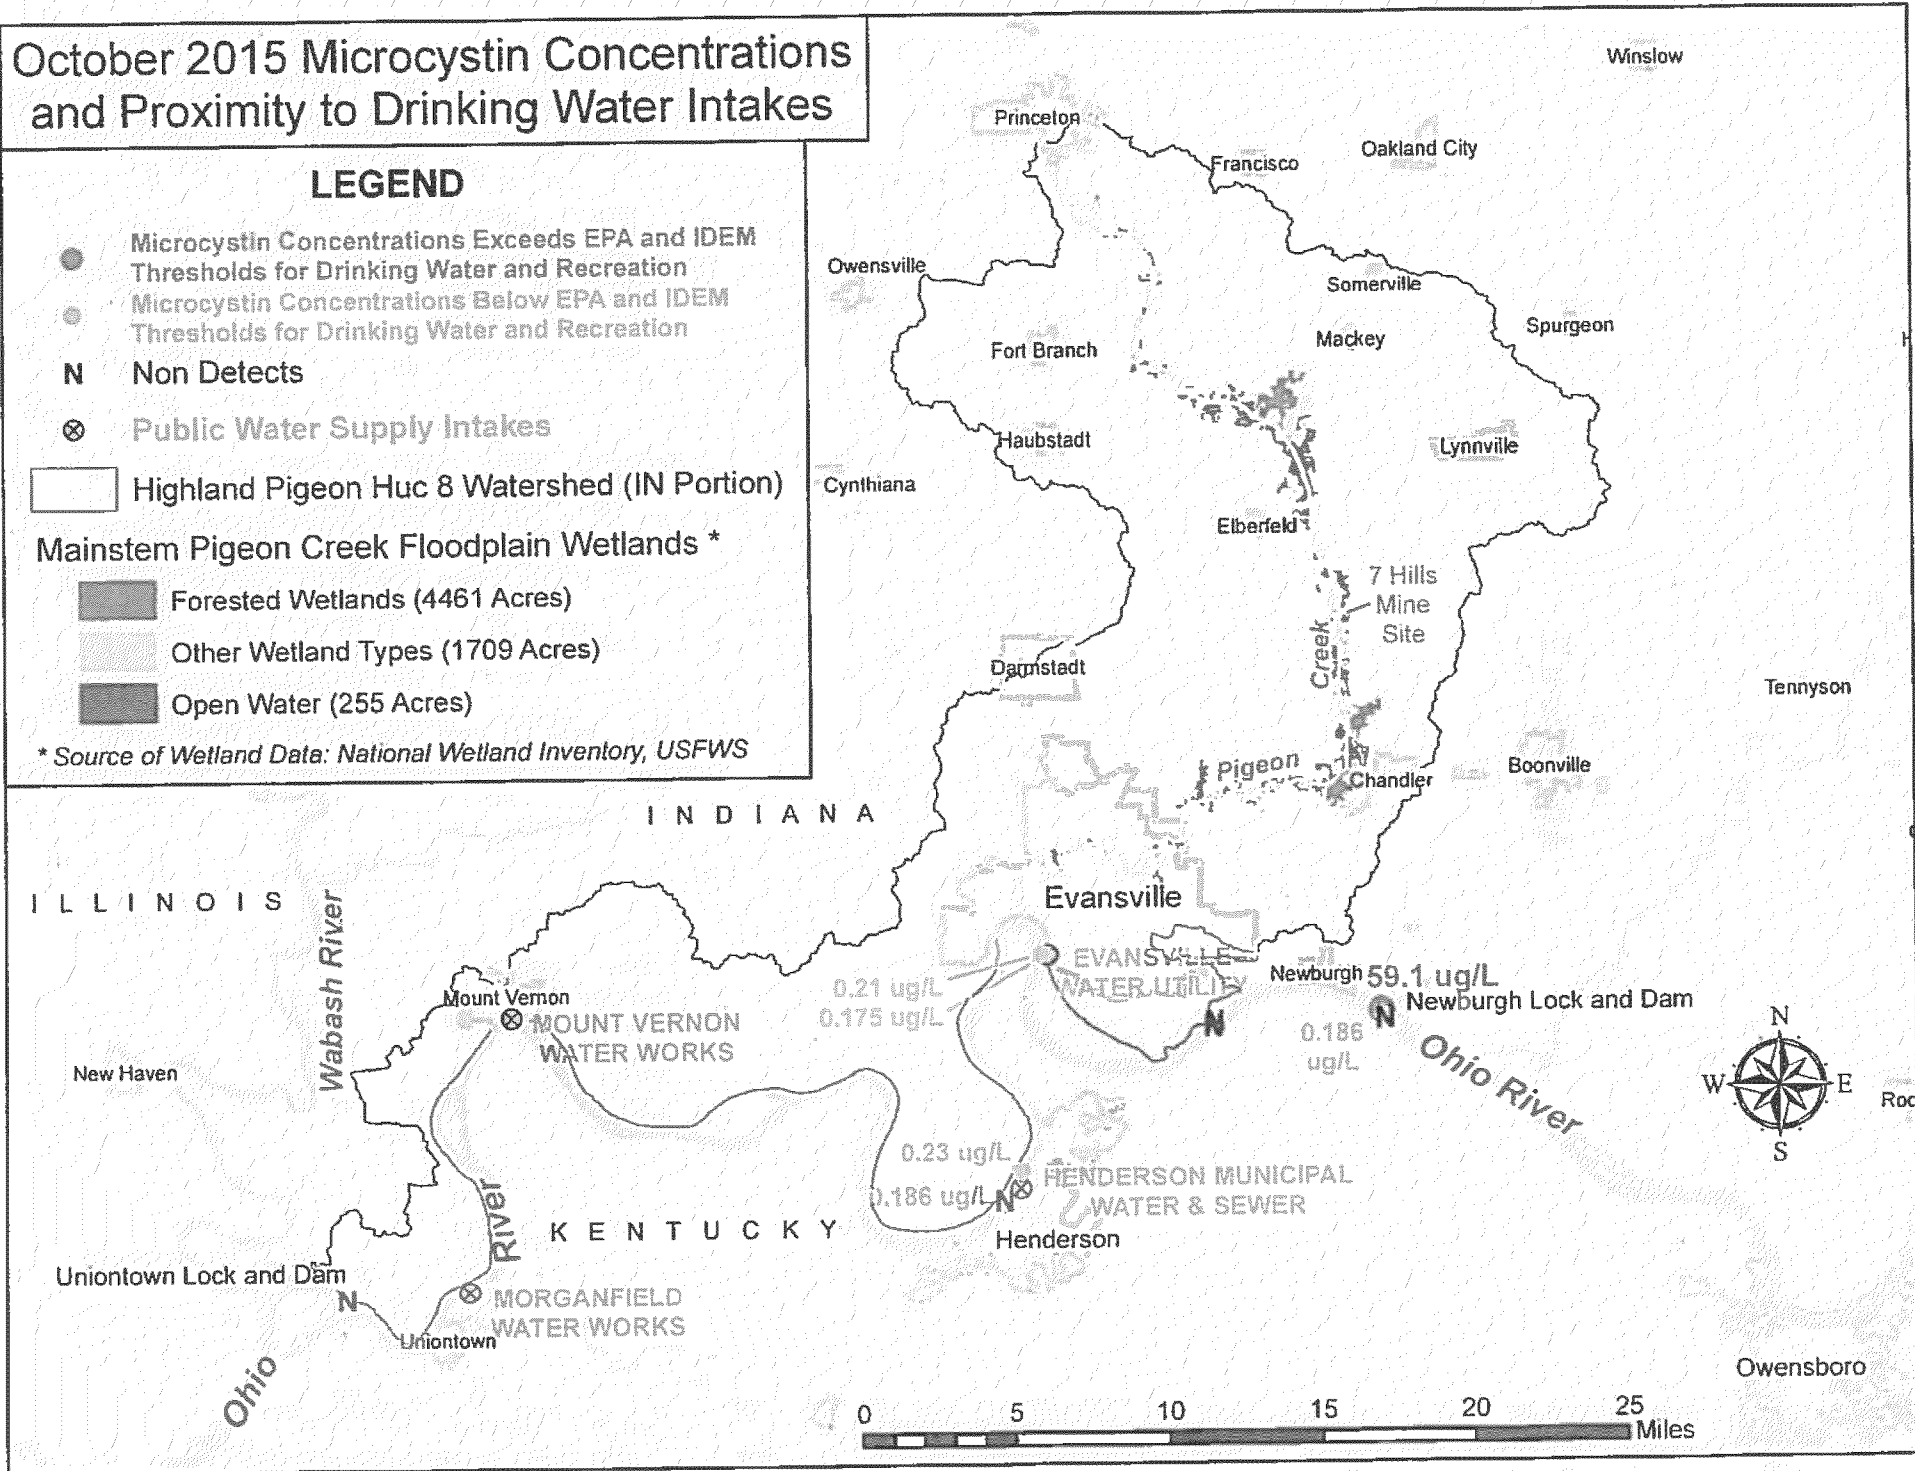 October 2015 Microcystin Concentrations
and Proximity to Drinking Water Intakes
LEGEND
Microcystin Concentrations Exceeds EPA and IDEM
Thresholds for Drinking Water and Recreation
Microcystin Concentrations Below EPA and IDEM
Thresholds for Drinking Water and Recreation
N Non Detects
Public Water Supply Intakes
Highland Pigeon Huc 8 Watershed (IN Portion)
Mainstem Pigeon Creek Floodplain Wetlands *
Forested Wetlands (4461 Acres)
Other Wetland Types (1709 Acres)
Open Water (255 Acres)
* Source of Wetland Data: National Wetland Inventory, USFWS
Winslow
Princeton
Francisco
Oakland City
Owensville
Somerville
Spurgeon
Mackey
Fort Branch
Haubstadt
Lynnville
Cynthiana
Elberfeld
7 Hills
Mine
Site
Creek
Darmstadt
Tennyson
Pigeon
Chandler
Boonville
INDIANA
ILLINOIS
Wabash River
Evansville
EVANSVILLE
WATER UTILITY
0.21 ug/L
0.175 ug/L
Newburgh
59.1 ug/L
Newburgh Lock and Dam
N
N
0.186
ug/L
Ohio River
Mount Vernon
MOUNT VERNON
WATER WORKS
New Haven
N
W
E
S
0.23 ug/L
0.186 ug/L
N
HENDERSON MUNICIPAL
WATER & SEWER
Henderson
KENTUCKY
River
Uniontown Lock and Dam
N
MORGANFIELD
WATER WORKS
Uniontown
Ohio
Owensboro
0 5 10 15 20 25
Miles